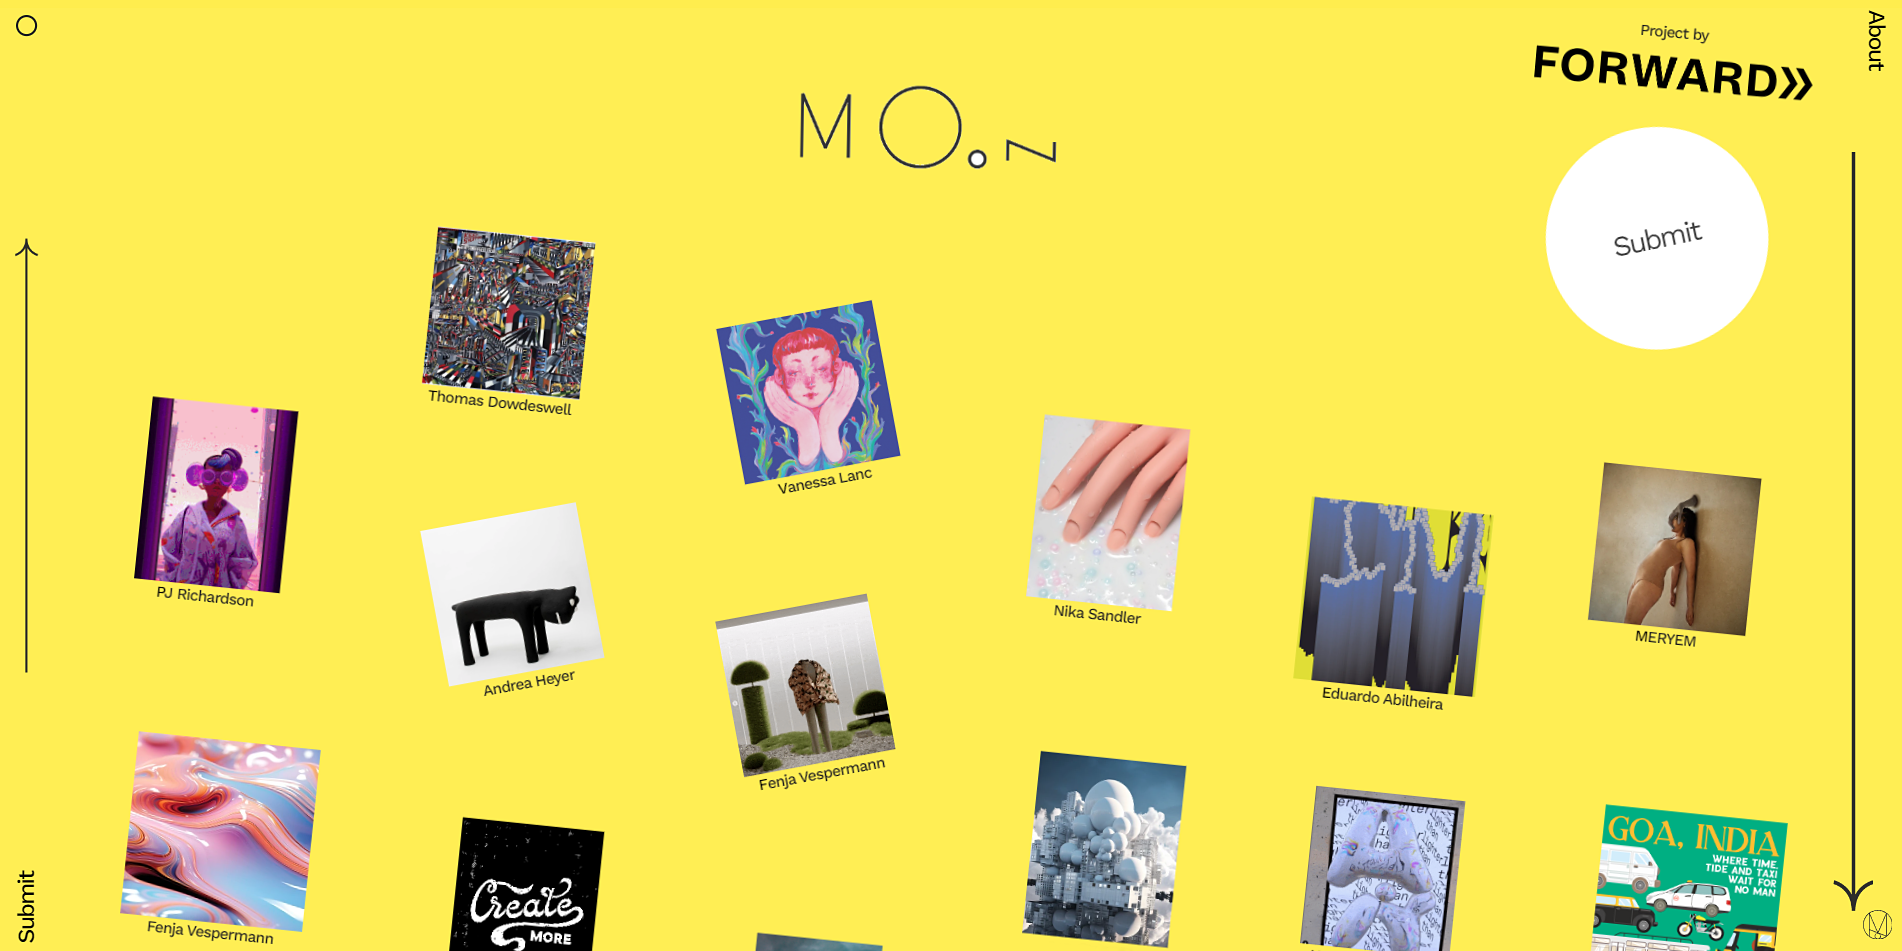 Project by
FORWARD»
About
MO.N
Submit
Thomas Dowdeswell
Vanessa Lanc
PJ Richardson
Andrea Heyer
Nika Sandler
MERYEM
Eduardo Abilheira
Fenja Vespermann
Fenja Vespermann
Create
MORE
GOA, INDIA
WHERE TIME,
TIDE AND TAXI
WAIT FOR
NO MAN
Submit